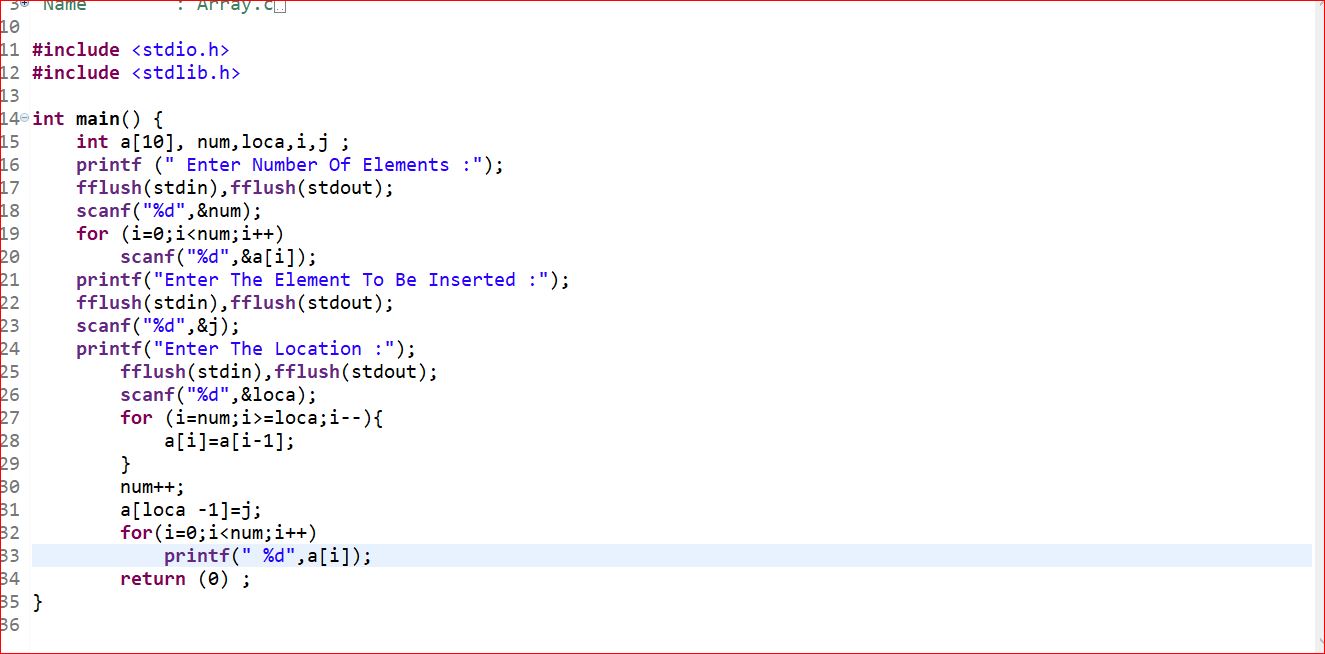 3 Name : Array.c
10
11 #include <stdio.h>
12 #include <stdlib.h>
13
14 int main() {
15     int a[10], num,loca,i,j ;
16     printf (" Enter Number Of Elements :");
17     fflush(stdin),fflush(stdout);
18     scanf("%d",&num);
19     for (i=0;i<num;i++)
20         scanf("%d",&a[i]);
21     printf("Enter The Element To Be Inserted :");
22     fflush(stdin),fflush(stdout);
23     scanf("%d",&j);
24     printf("Enter The Location :");
25         fflush(stdin),fflush(stdout);
26         scanf("%d",&loca);
27         for (i=num;i>=loca;i--){
28             a[i]=a[i-1];
29         }
30         num++;
31         a[loca -1]=j;
32         for(i=0;i<num;i++)
33             printf(" %d",a[i]);
34         return (0) ;
35 }
36